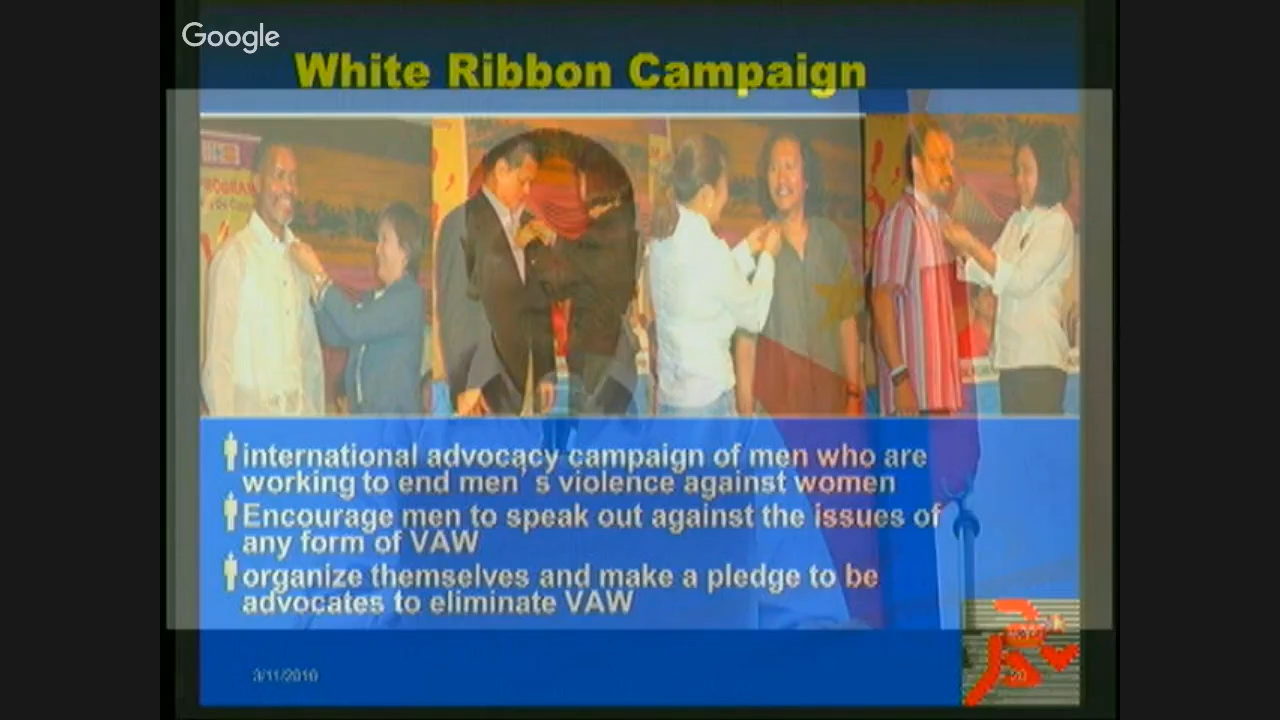 Google
White Ribbon Campaign
PROGRAM
international advocacy campaign of men who are
working to end men's violence against women
Encourage men to speak out against the issues of
any form of VAW
organize themselves and make a pledge to be
advocates to eliminate VAW
3/11/2010
20